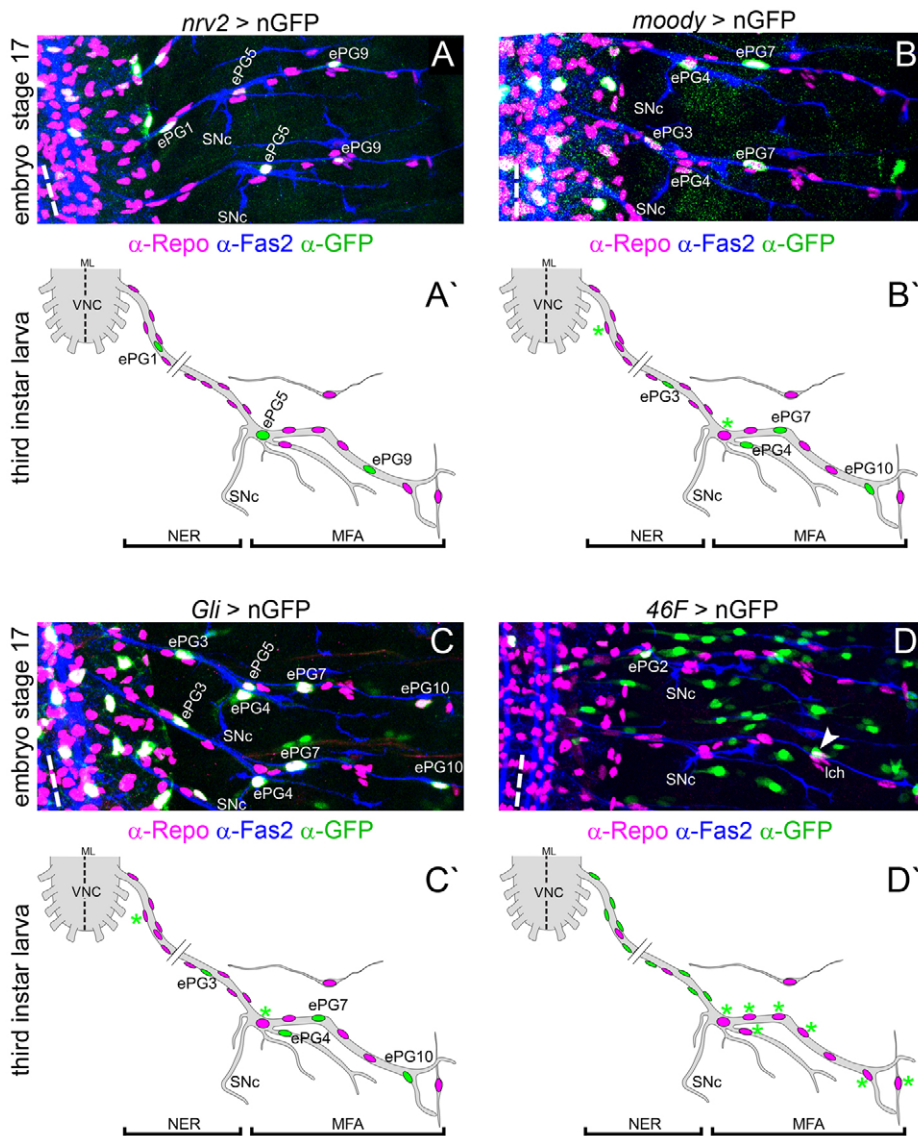 nrv2 > nGFP
moody > nGFP
embryo stage 17
A
ePG5
ePG9
ePG1
SNc
ePG5
ePG9
SNc
B
ePG7
ePG4
ePG3
ePG7
ePG4
SNc
α-Repo α-Fas2 α-GFP
α-Repo α-Fas2 α-GFP
third instar larva
A`
ML
VNC
ePG1
ePG5
ePG9
SNc
NER
MFA
B`
ML
VNC
*
ePG3
*
ePG7
ePG4
ePG10
SNc
NER
MFA
Gli > nGFP
46F > nGFP
embryo stage 17
C
ePG3
ePG5
ePG7
ePG3
ePG4
ePG10
SNc
ePG7
ePG10
SNc
ePG4
D
ePG2
SNc
lch
SNc
α-Repo α-Fas2 α-GFP
α-Repo α-Fas2 α-GFP
third instar larva
C`
ML
VNC
*
ePG3
*
ePG7
ePG4
ePG10
SNc
NER
MFA
D`
ML
VNC
* * * *
*
* *
SNc
NER
MFA